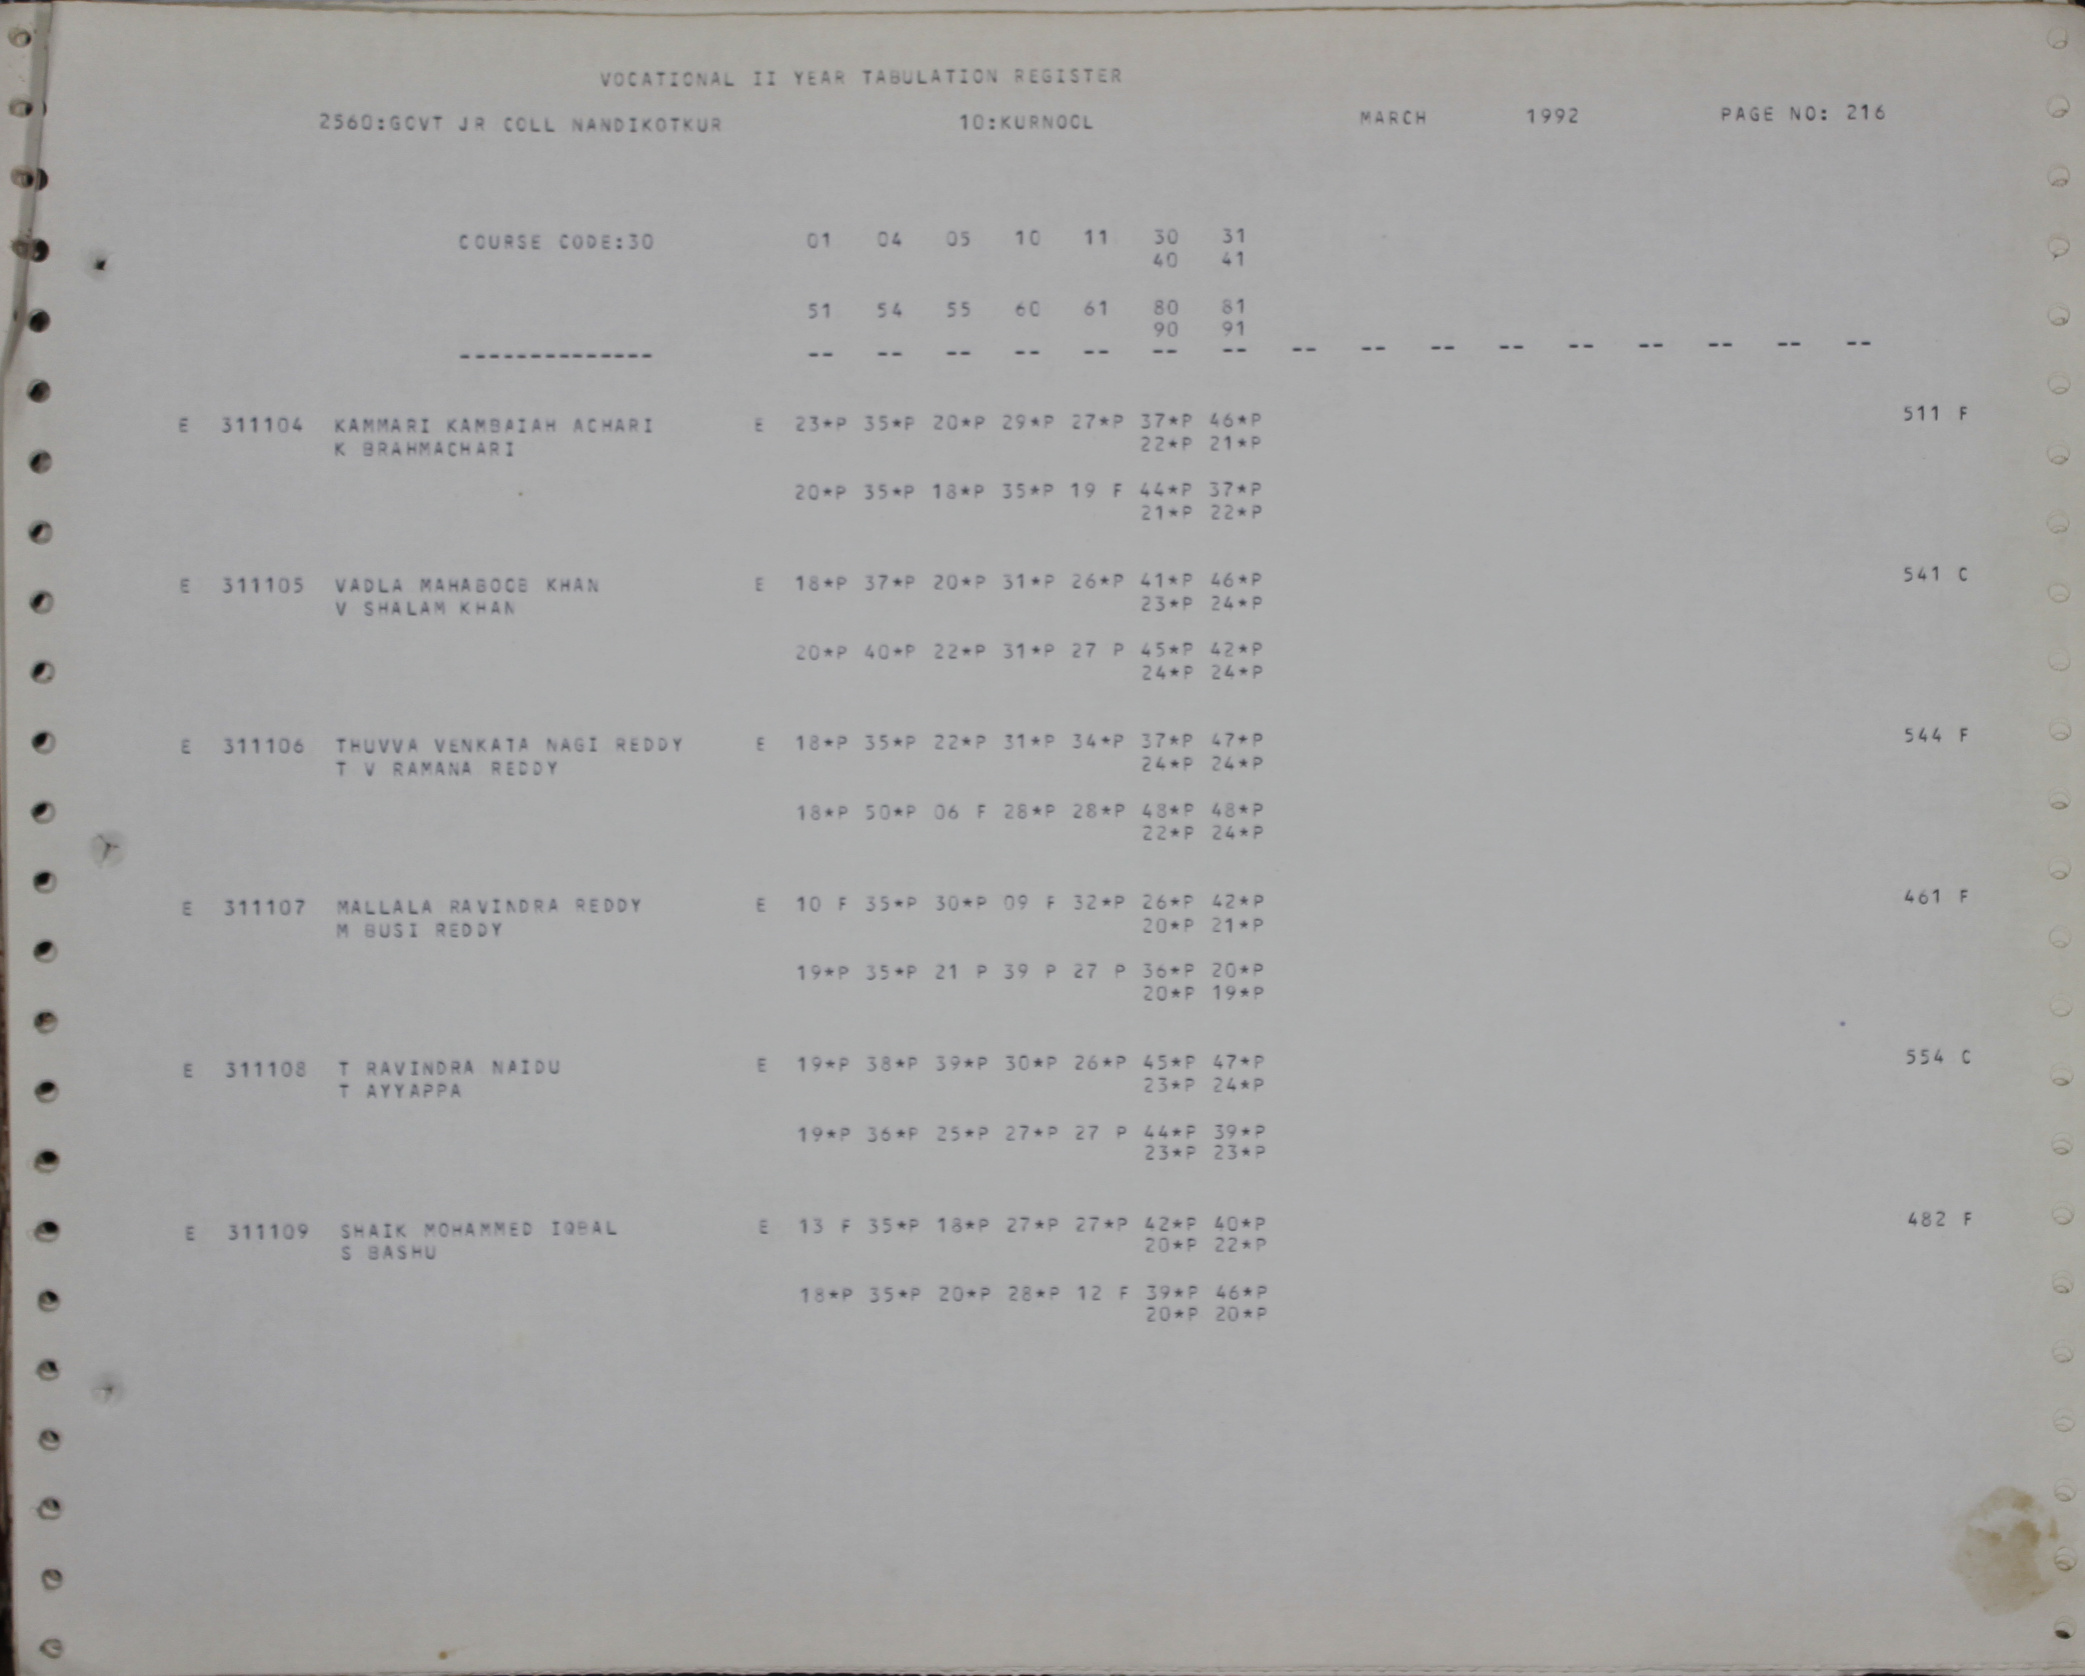 VOCATIONAL II YEAR TABULATION REGISTER
2560:GOVT JR COLL NANDIKOTKUR 10:KURNOOL MARCH 1992 PAGE NO: 216
COURSE CODE:30 01 04 05 10 11 30 31
40 41
51 54 55 60 61 80 81
90 91
-------------- -- -- -- -- -- -- -- -- -- -- -- -- -- -- -- --
E 311104 KAMMARI KAMBAIAH ACHARI E 23*P 35*P 20*P 29*P 27*P 37*P 46*P 511 F
K BRAHMACHARI 22*P 21*P
20*P 35*P 18*P 35*P 19 F 44*P 37*P
21*P 22*P
E 311105 VADLA MAHABOOB KHAN E 18*P 37*P 20*P 31*P 26*P 41*P 46*P 541 C
V SHALAM KHAN 23*P 24*P
20*P 40*P 22*P 31*P 27 P 45*P 42*P
24*P 24*P
E 311106 THUVVA VENKATA NAGI REDDY E 18*P 35*P 22*P 31*P 34*P 37*P 47*P 544 F
T V RAMANA REDDY 24*P 24*P
18*P 50*P 06 F 28*P 28*P 48*P 48*P
22*P 24*P
E 311107 MALLALA RAVINDRA REDDY E 10 F 35*P 30*P 09 F 32*P 26*P 42*P 461 F
M BUSI REDDY 20*P 21*P
19*P 35*P 21 P 39 P 27 P 36*P 20*P
20*P 19*P
E 311108 T RAVINDRA NAIDU E 19*P 38*P 39*P 30*P 26*P 45*P 47*P 554 C
T AYYAPPA 23*P 24*P
19*P 36*P 25*P 27*P 27 P 44*P 39*P
23*P 23*P
E 311109 SHAIK MOHAMMED IQBAL E 13 F 35*P 18*P 27*P 27*P 42*P 40*P 482 F
S BASHU 20*P 22*P
18*P 35*P 20*P 28*P 12 F 39*P 46*P
20*P 20*P